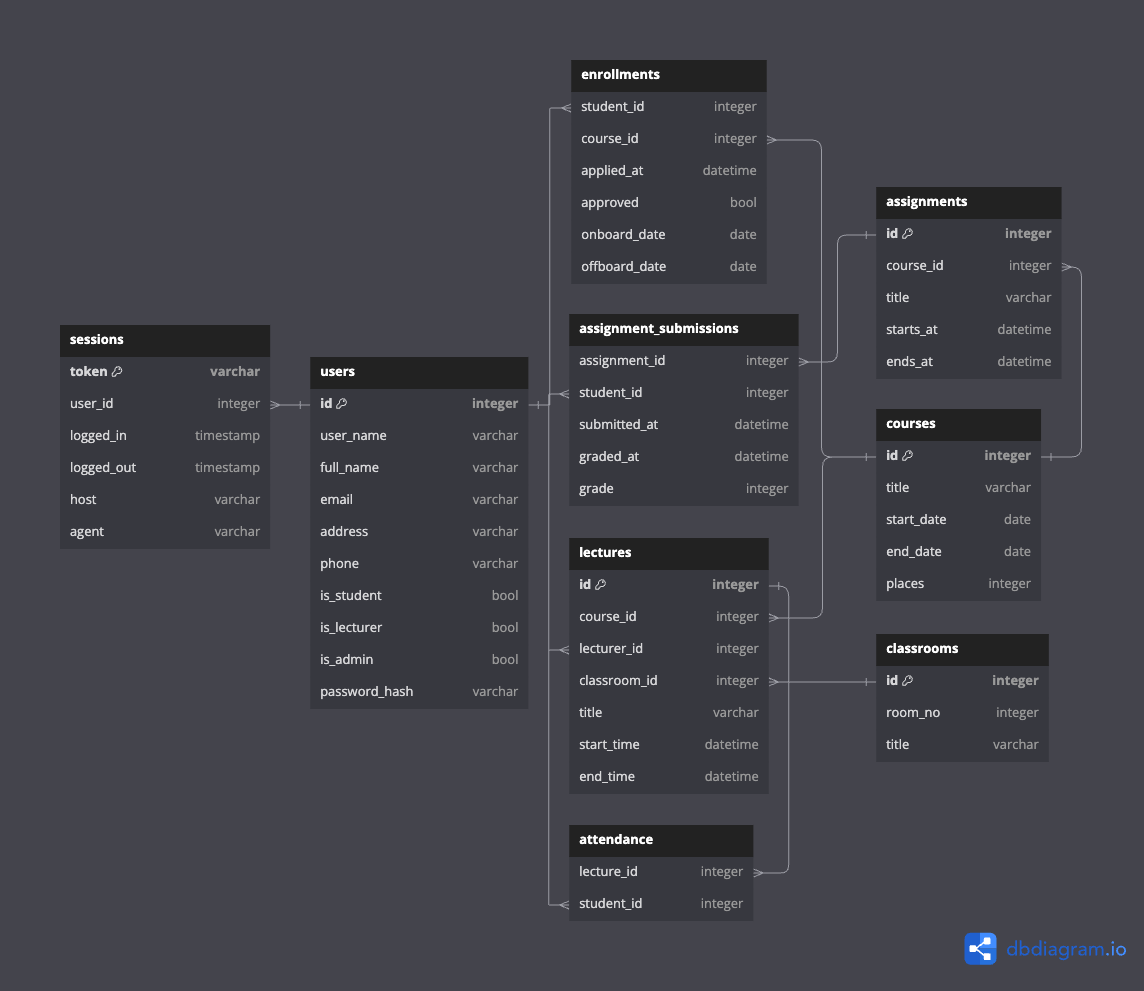 enrollments
student_id integer
course_id integer
applied_at datetime
approved bool
onboard_date date
offboard_date date
assignments
id integer
course_id integer
title varchar
starts_at datetime
ends_at datetime
assignment_submissions
assignment_id integer
student_id integer
submitted_at datetime
graded_at datetime
grade integer
sessions
token varchar
user_id integer
logged_in timestamp
logged_out timestamp
host varchar
agent varchar
users
id integer
user_name varchar
full_name varchar
email varchar
address varchar
phone varchar
is_student bool
is_lecturer bool
is_admin bool
password_hash varchar
courses
id integer
title varchar
start_date date
end_date date
places integer
lectures
id integer
course_id integer
lecturer_id integer
classroom_id integer
title varchar
start_time datetime
end_time datetime
classrooms
id integer
room_no integer
title varchar
attendance
lecture_id integer
student_id integer
dbdiagram.io